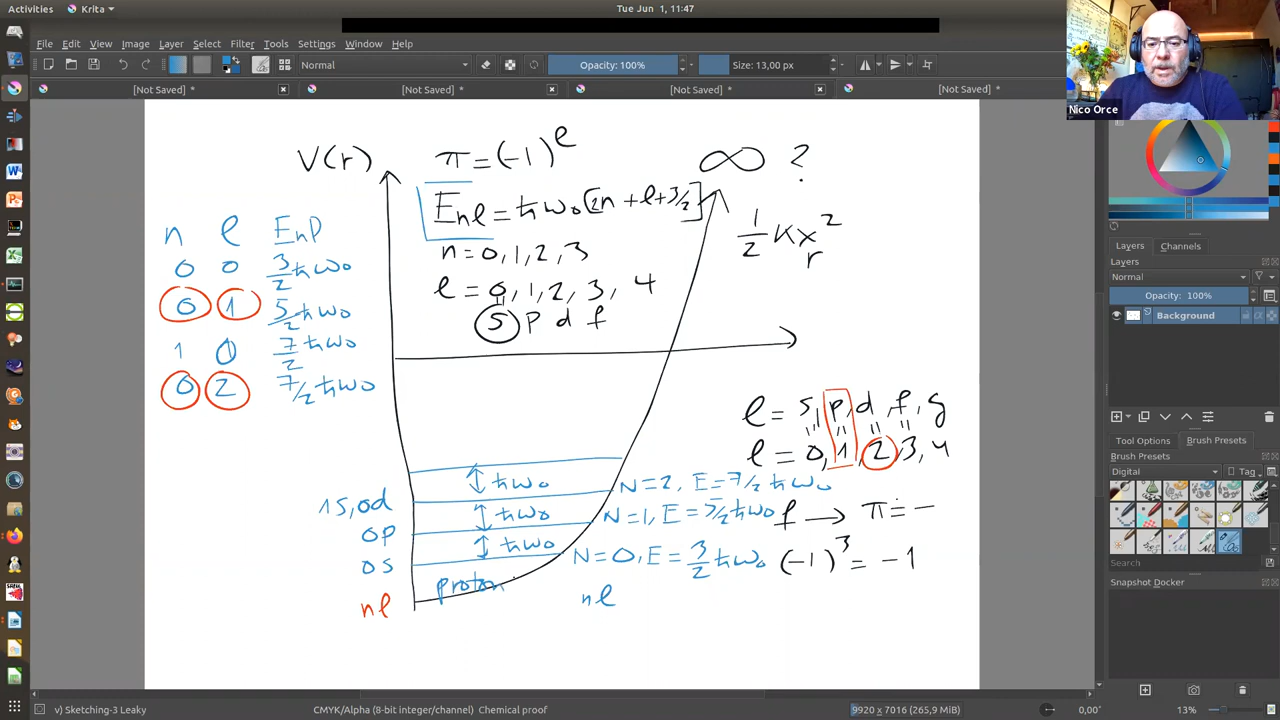 Activities
Krita
Tue Jun 1, 11:47
File Edit View Image Layer Select Filter Tools Settings Window Help
Normal
Opacity: 100%
Size: 13,00 px
[Not Saved] *
[Not Saved] *
[Not Saved] *
[Not Saved] *
Nico Orce
V(r)
π = (-1)^l
∞ ?
E_nl = ħω₀[2n + l + 3/2]
n = 0, 1, 2, 3
l = 0, 1, 2, 3, 4
s p d f
1/2 K x²
r
n l Enl
0 0 3/2 ħω₀
0 1 5/2 ħω₀
1 0 7/2 ħω₀
0 2 7/2 ħω₀
l = s, p, d, f, g
l = 0, 1, 2, 3, 4
ħω₀
N=2, E=7/2 ħω₀
1s, 0d
ħω₀
N=1, E=5/2 ħω₀
f → π = -
0p
ħω₀
N=0, E=3/2 ħω₀
(-1)³ = -1
0s
proton
nl
nl
Layers
Channels
Layers
Normal
Opacity: 100%
Background
Tool Options
Brush Presets
Brush Presets
Digital
Tag
Snapshot Docker
v) Sketching-3 Leaky
CMYK/Alpha (8-bit integer/channel) Chemical proof
9920 x 7016 (265,9 MiB)
0,00°
13%